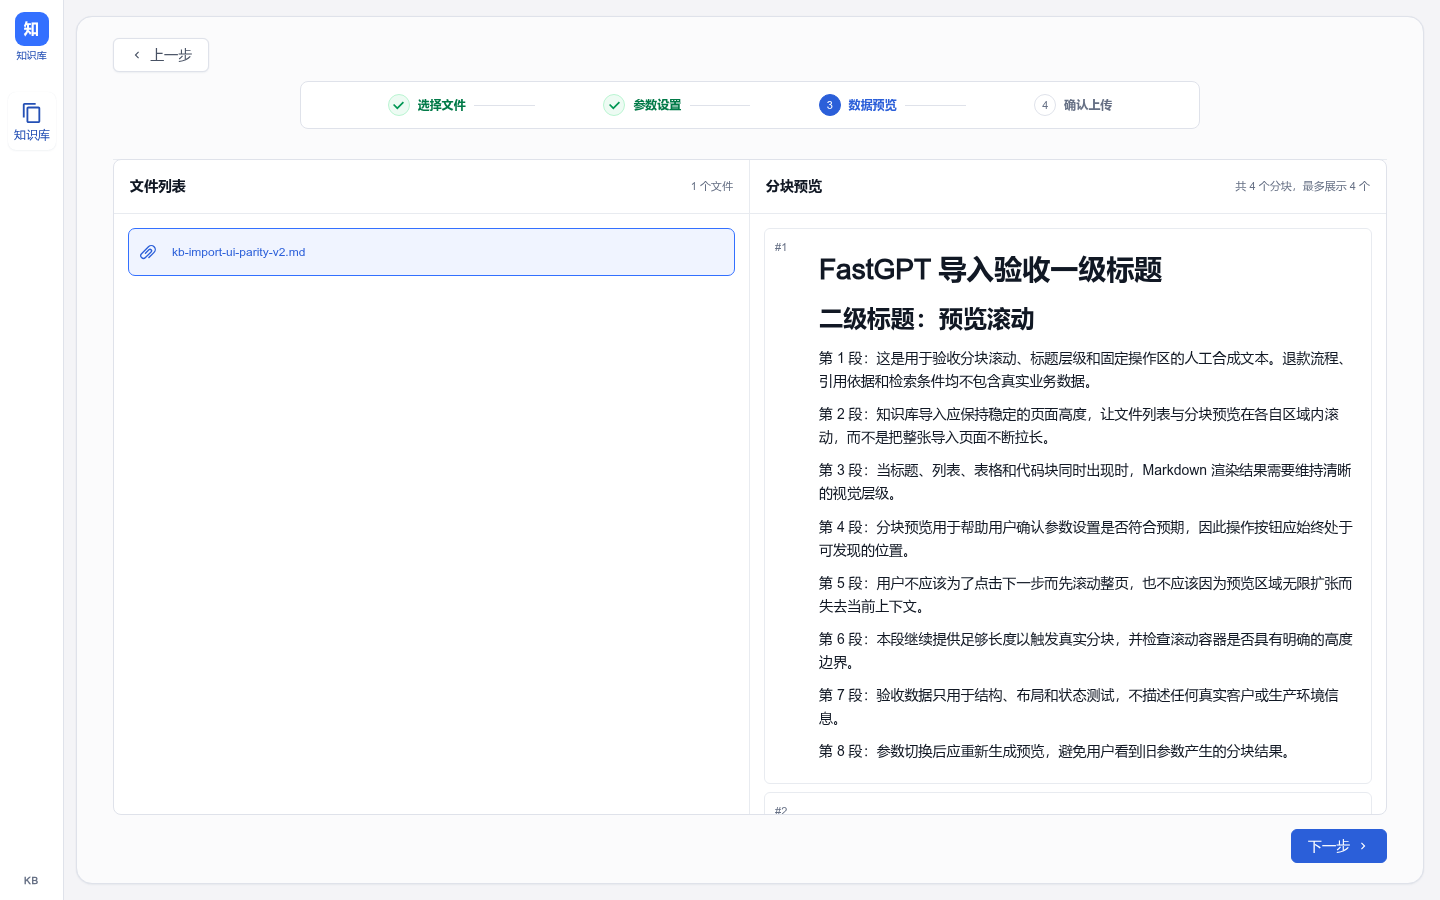 知
知识库
知识库
KB
上一步
选择文件
参数设置
3 数据预览
4 确认上传
文件列表
1 个文件
kb-import-ui-parity-v2.md
分块预览
共 4 个分块，最多展示 4 个
#1
FastGPT 导入验收一级标题
二级标题：预览滚动
第 1 段：这是用于验收分块滚动、标题层级和固定操作区的人工合成文本。退款流程、
引用依据和检索条件均不包含真实业务数据。
第 2 段：知识库导入应保持稳定的页面高度，让文件列表与分块预览在各自区域内滚
动，而不是把整张导入页面不断拉长。
第 3 段：当标题、列表、表格和代码块同时出现时，Markdown 渲染结果需要维持清晰
的视觉层级。
第 4 段：分块预览用于帮助用户确认参数设置是否符合预期，因此操作按钮应始终处于
可发现的位置。
第 5 段：用户不应该为了点击下一步而先滚动整页，也不应该因为预览区域无限扩张而
失去当前上下文。
第 6 段：本段继续提供足够长度以触发真实分块，并检查滚动容器是否具有明确的高度
边界。
第 7 段：验收数据只用于结构、布局和状态测试，不描述任何真实客户或生产环境信
息。
第 8 段：参数切换后应重新生成预览，避免用户看到旧参数产生的分块结果。
#2
下一步